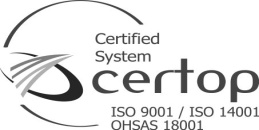 Certified
System
certop
ISO 9001 / ISO 14001
OHSAS 18001